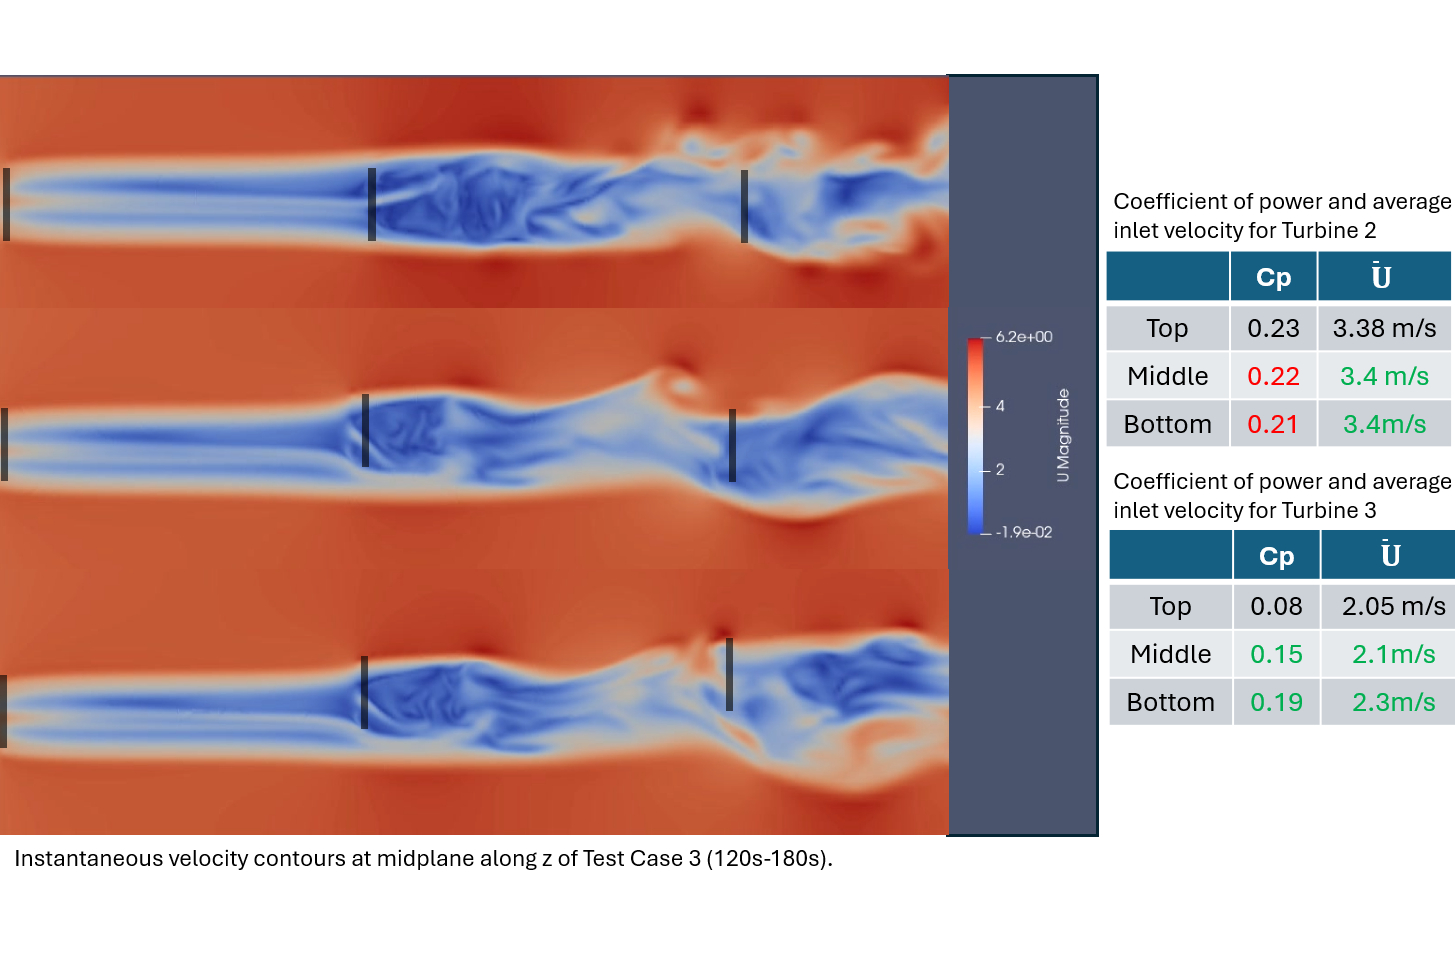 6.2e+00
4
2
-1.9e-02
U Magnitude
Instantaneous velocity contours at midplane along z of Test Case 3 (120s-180s).
Coefficient of power and average
inlet velocity for Turbine 2
Cp Ū
Top 0.23 3.38 m/s
Middle 0.22 3.4 m/s
Bottom 0.21 3.4m/s
Coefficient of power and average
inlet velocity for Turbine 3
Cp Ū
Top 0.08 2.05 m/s
Middle 0.15 2.1m/s
Bottom 0.19 2.3m/s